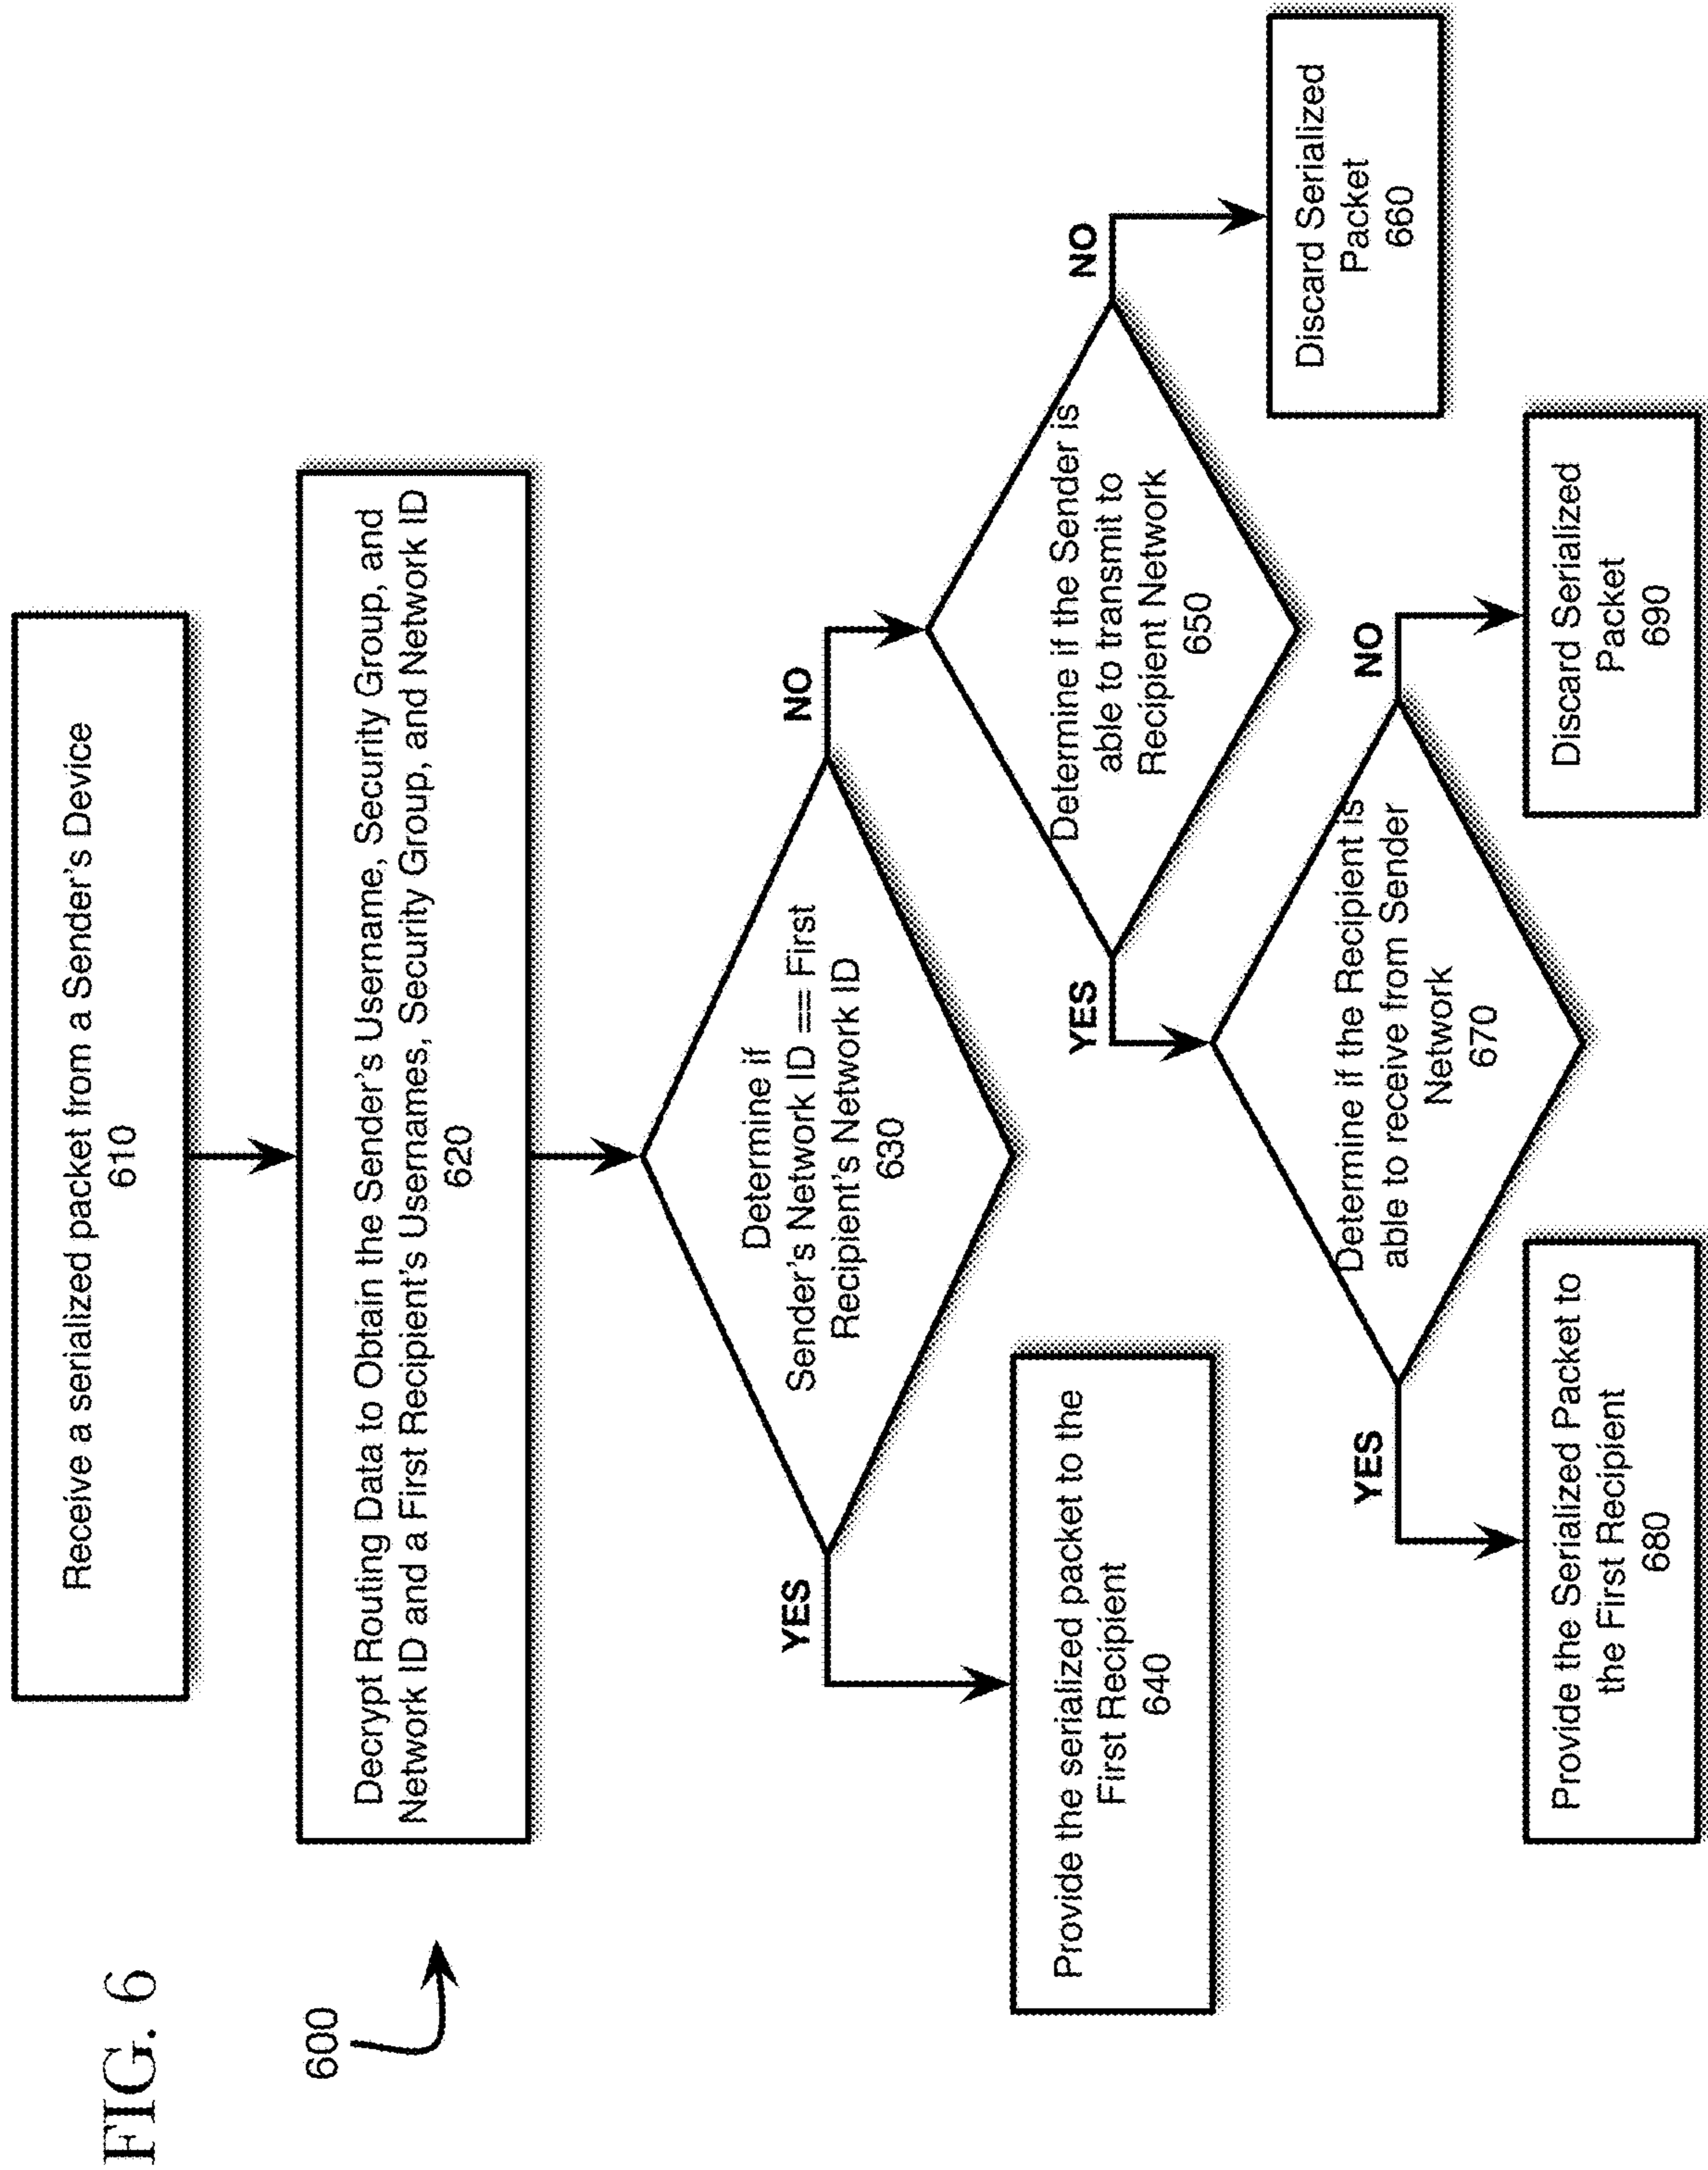 FIG. 6
600
Receive a serialized packet from a Sender's Device
610
Decrypt Routing Data to Obtain the Sender's Username, Security Group, and
Network ID and a First Recipient's Usernames, Security Group, and Network ID
620
Determine if
Sender's Network ID == First
Recipient's Network ID
630
YES
NO
Provide the serialized packet to the
First Recipient
640
Determine if the Sender is
able to transmit to
Recipient Network
650
YES
NO
Discard Serialized
Packet
660
Determine if the Recipient is
able to receive from Sender
Network
670
YES
NO
Provide the Serialized Packet to
the First Recipient
680
Discard Serialized
Packet
690